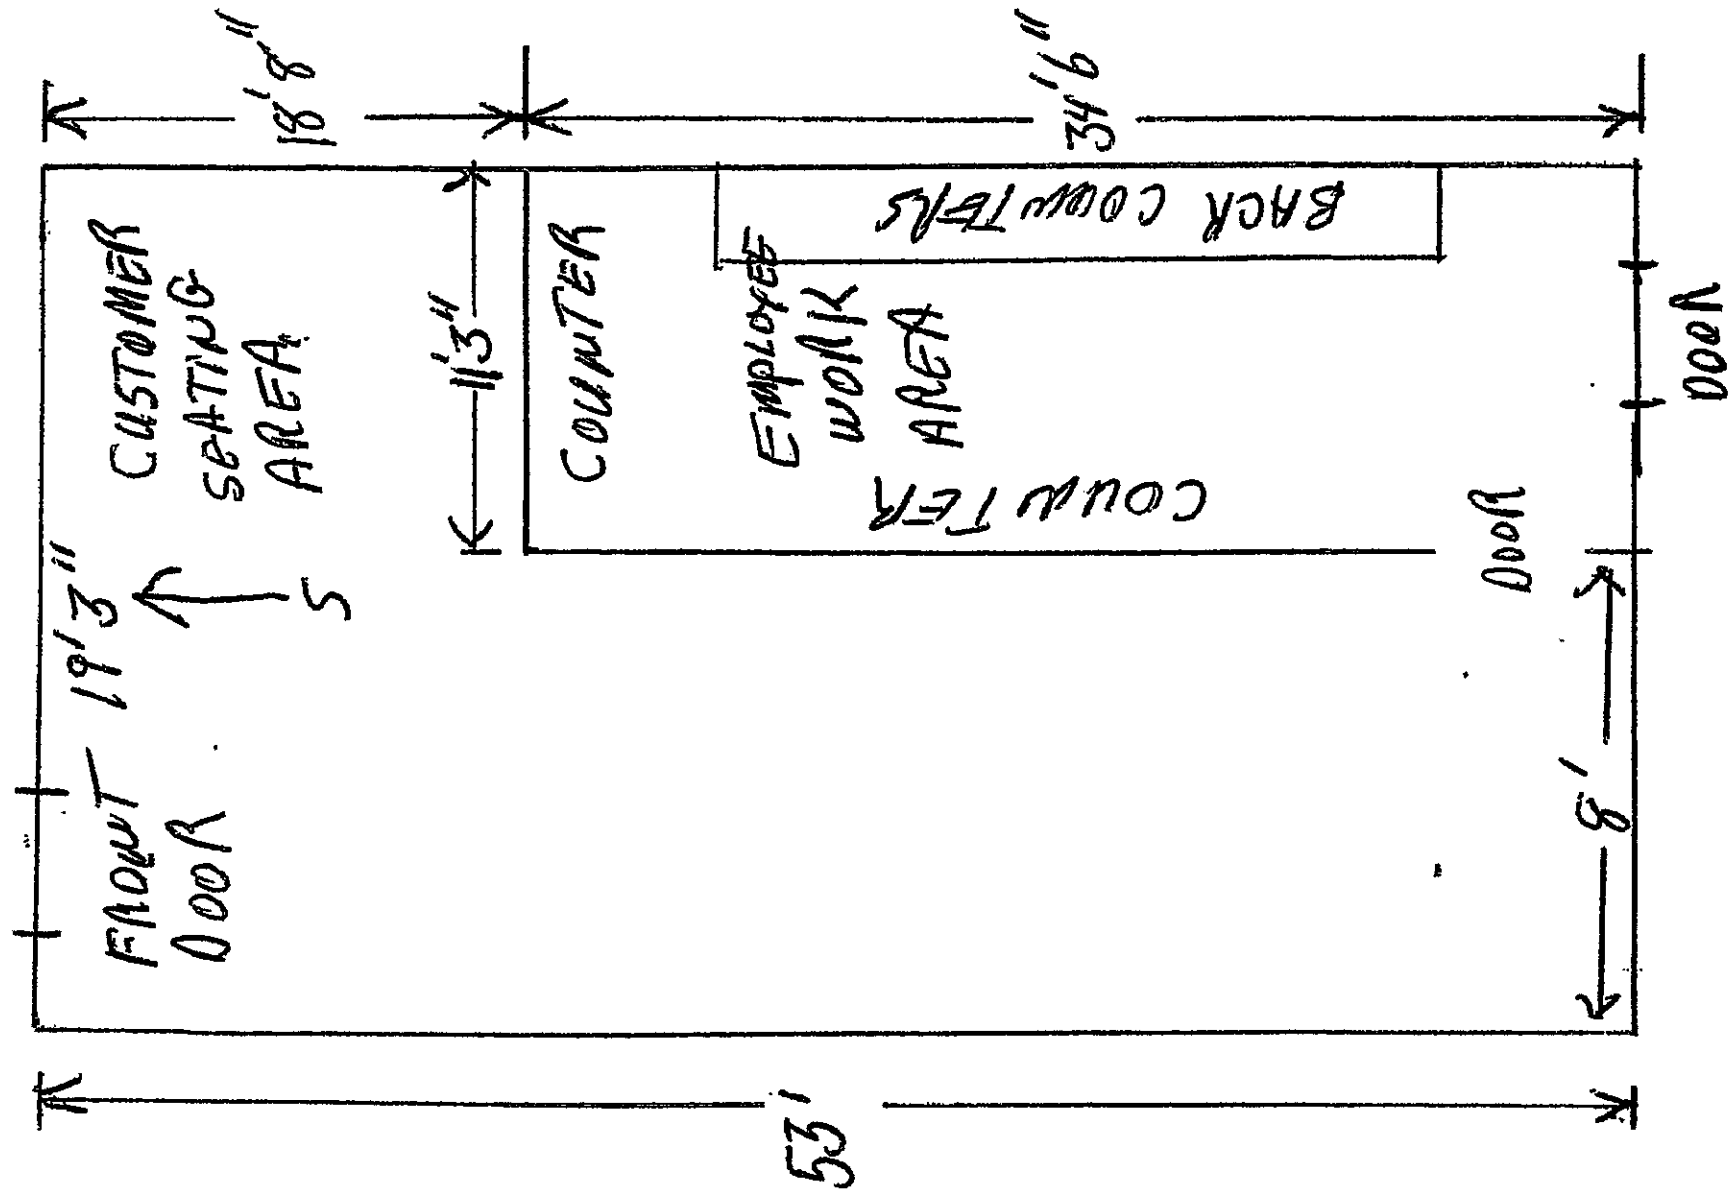 18'8"
34'6"
CUSTOMER
SEATING
AREA
11'3"
COUNTER
EMPLOYEE
WORK
AREA
BACK COUNTERS
COUNTER
DOOR
DOOR
19'3"
S
FRONT
DOOR
8'
53'